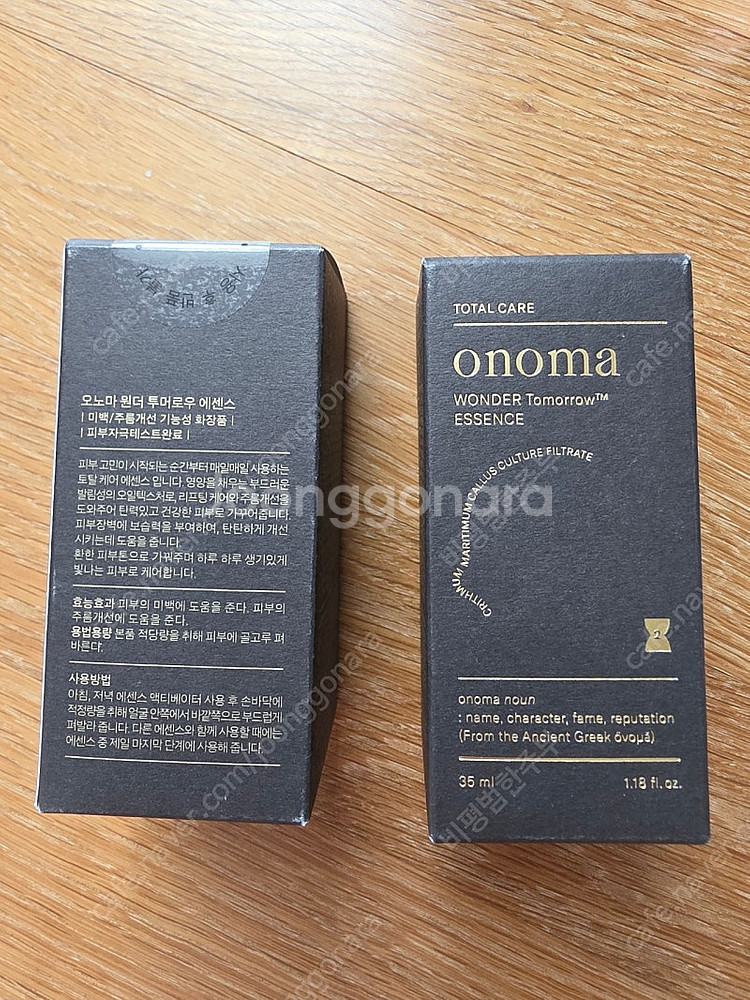 개봉 후 반품 불가
오노마 원더 투머로우 에센스
| 미백/주름개선 기능성 화장품 |
| 피부자극테스트완료 |
피부 고민이 시작되는 순간부터 매일매일 사용하는
토탈 케어 에센스 입니다. 영양을 채우는 부드러운
발림성의 오일텍스처로, 리프팅 케어와 주름개선을
도와주어 탄력있고 건강한 피부로 가꾸어줍니다.
피부장벽에 보습력을 부여하여, 탄탄하게 개선
시키는데 도움을 줍니다.
환한 피부톤으로 가꿔주며 하루 하루 생기있게
빛나는 피부로 케어합니다.
효능효과 피부의 미백에 도움을 준다. 피부의
주름개선에 도움을 준다.
용법용량 본품 적당량을 취해 피부에 골고루 펴
바른다.
사용방법
아침, 저녁 에센스 액티베이터 사용 후 손바닥에
적정량을 취해 얼굴 안쪽에서 바깥쪽으로 부드럽게
펴발라 줍니다. 다른 에센스와 함께 사용할 때에는
에센스 중 제일 마지막 단계에 사용해 줍니다.
TOTAL CARE
onoma
WONDER Tomorrow™
ESSENCE
CRITHMUM MARITIMUM CALLUS CULTURE FILTRATE
2
onoma noun
: name, character, fame, reputation
(From the Ancient Greek όνομά)
35 ml 1.18 fl.oz.
joonggonara